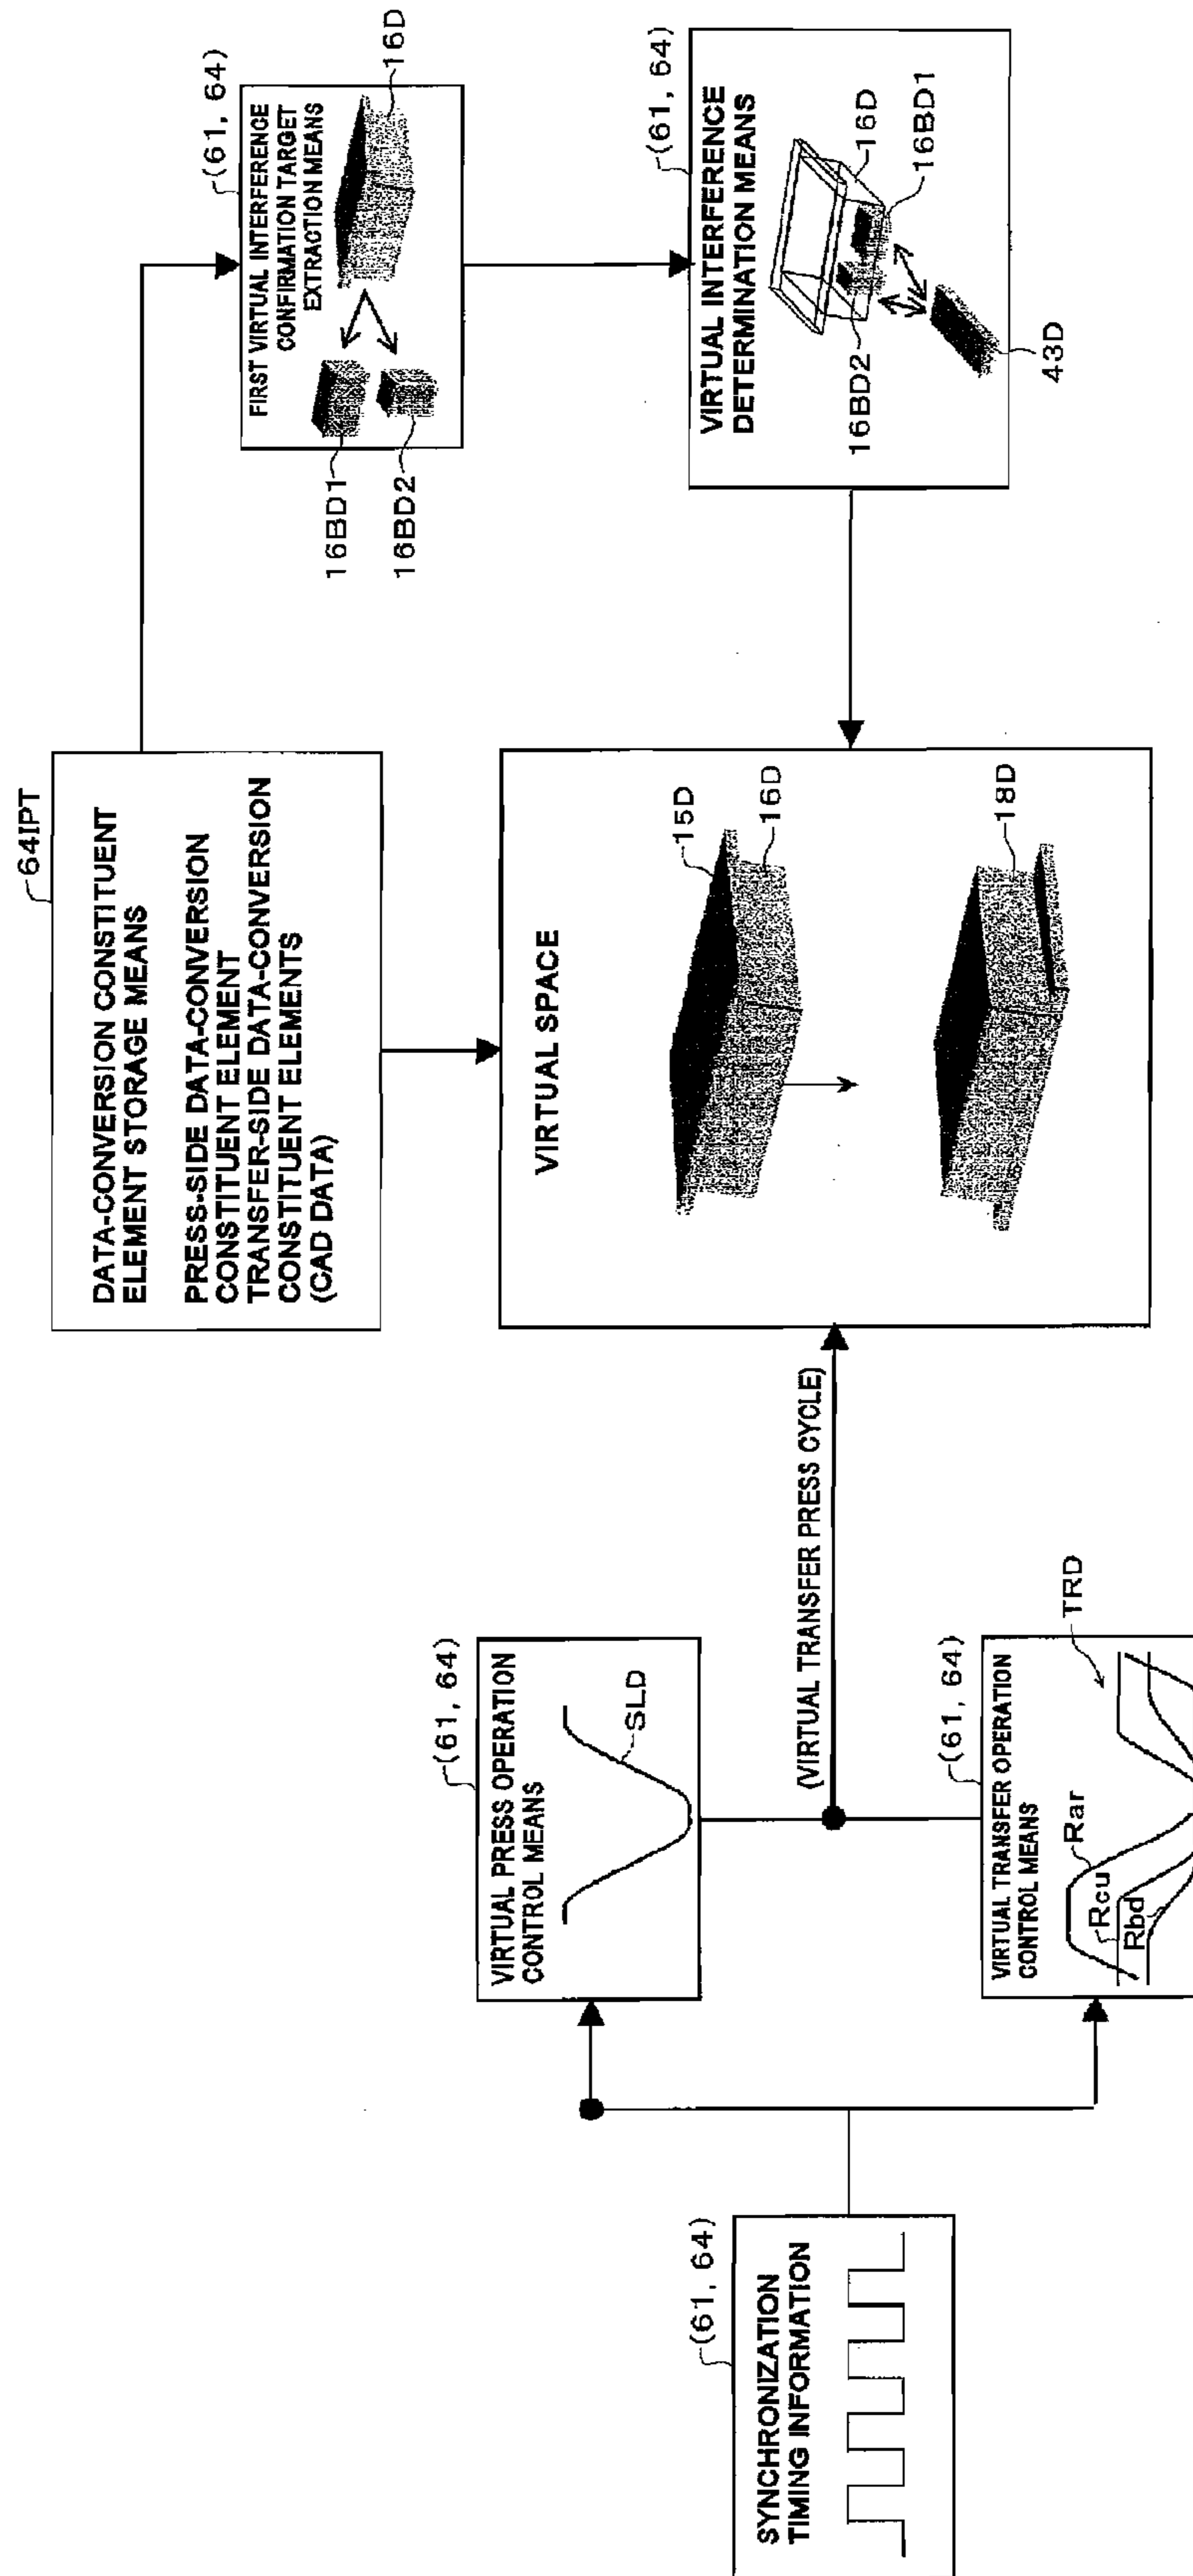 64IPT
DATA-CONVERSION CONSTITUENT
ELEMENT STORAGE MEANS
PRESS-SIDE DATA-CONVERSION
CONSTITUENT ELEMENT
TRANSFER-SIDE DATA-CONVERSION
CONSTITUENT ELEMENTS
(CAD DATA)
(61, 64)
FIRST VIRTUAL INTERFERENCE
CONFIRMATION TARGET
EXTRACTION MEANS
16D
16BD1
16BD2
(61, 64)
VIRTUAL INTERFERENCE
DETERMINATION MEANS
16D
16BD1
16BD2
43D
VIRTUAL SPACE
15D
16D
18D
(VIRTUAL TRANSFER PRESS CYCLE)
(61, 64)
VIRTUAL PRESS OPERATION
CONTROL MEANS
SLD
(61, 64)
VIRTUAL TRANSFER OPERATION
CONTROL MEANS
TRD
Rar
Rcu
Rbd
(61, 64)
SYNCHRONIZATION
TIMING INFORMATION